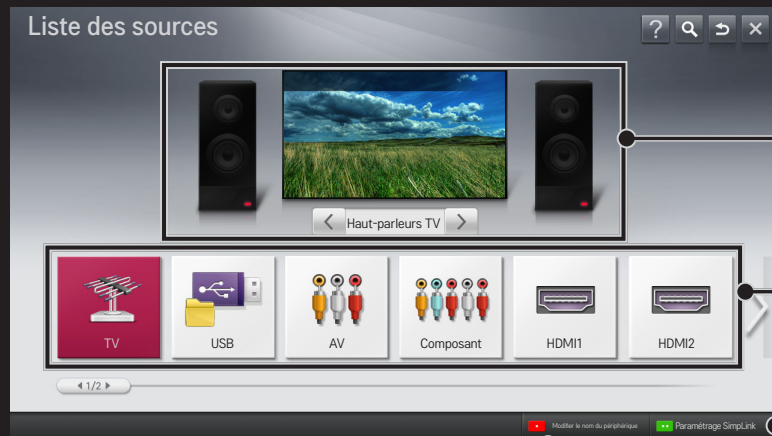 Liste des sources
?
Haut-parleurs TV
TV
USB
AV
Composant
HDMI1
HDMI2
1/2
Modifier le nom du périphérique
Paramétrage SimpLink